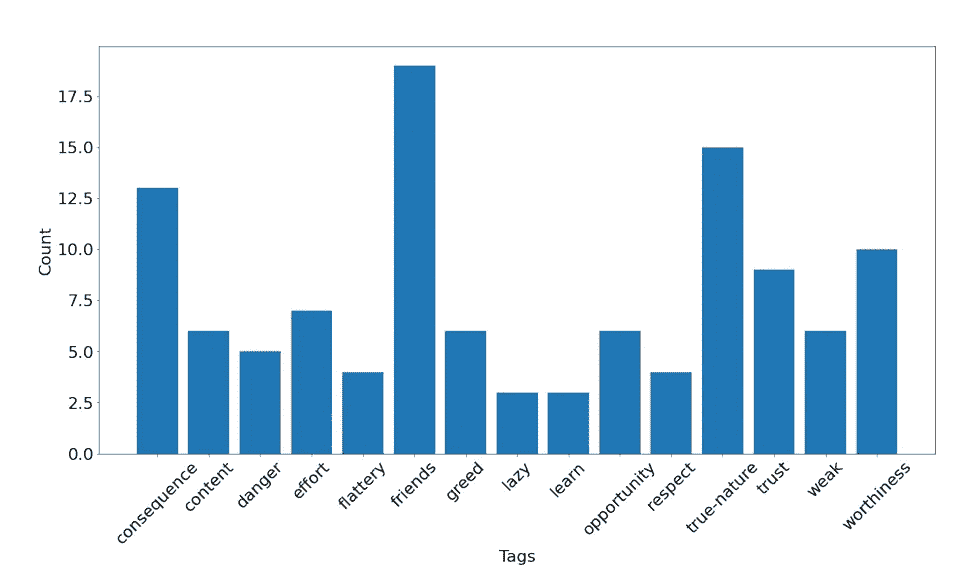 17.5
15.0
12.5
10.0
7.5
5.0
2.5
0.0
Count
consequence
content
danger
effort
flattery
friends
greed
lazy
learn
opportunity
respect
true-nature
trust
weak
worthiness
Tags